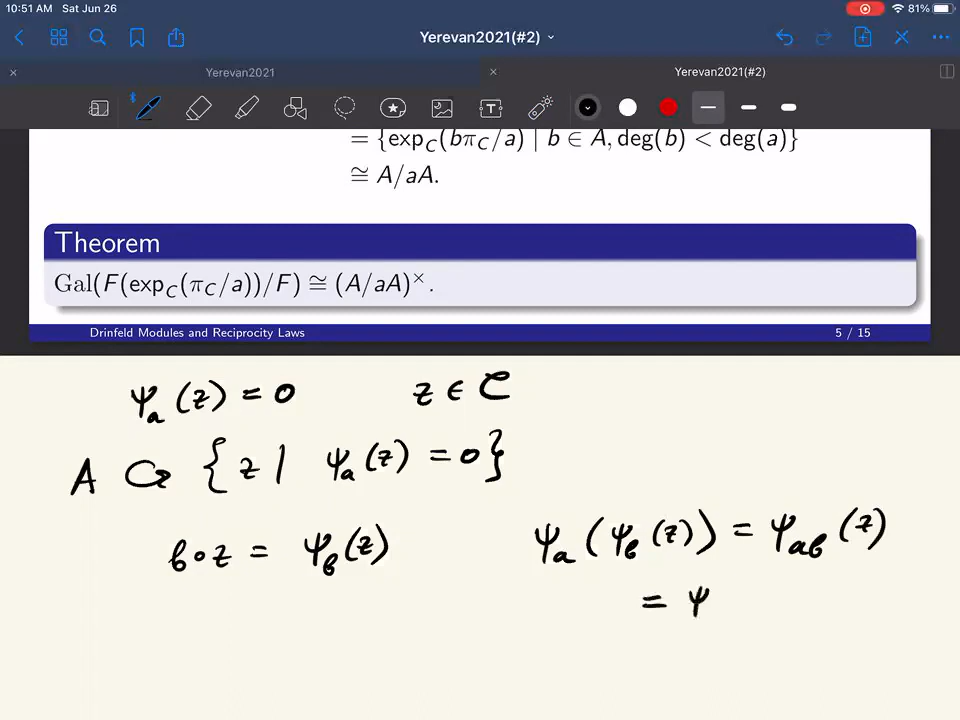 10:51 AM Sat Jun 26 81%
Yerevan2021(#2)
Yerevan2021 Yerevan2021(#2)
= {exp_C(bπ_C/a) | b ∈ A, deg(b) < deg(a)}
≅ A/aA.
Theorem
Gal(F(exp_C(π_C/a))/F) ≅ (A/aA)^×.
Drinfeld Modules and Reciprocity Laws 5 / 15
ψ_a(z) = 0 z ∈ C
A ↻ {z | ψ_a(z) = 0}
b∘z = ψ_b(z) ψ_a(ψ_b(z)) = ψ_ab(z)
= ψ